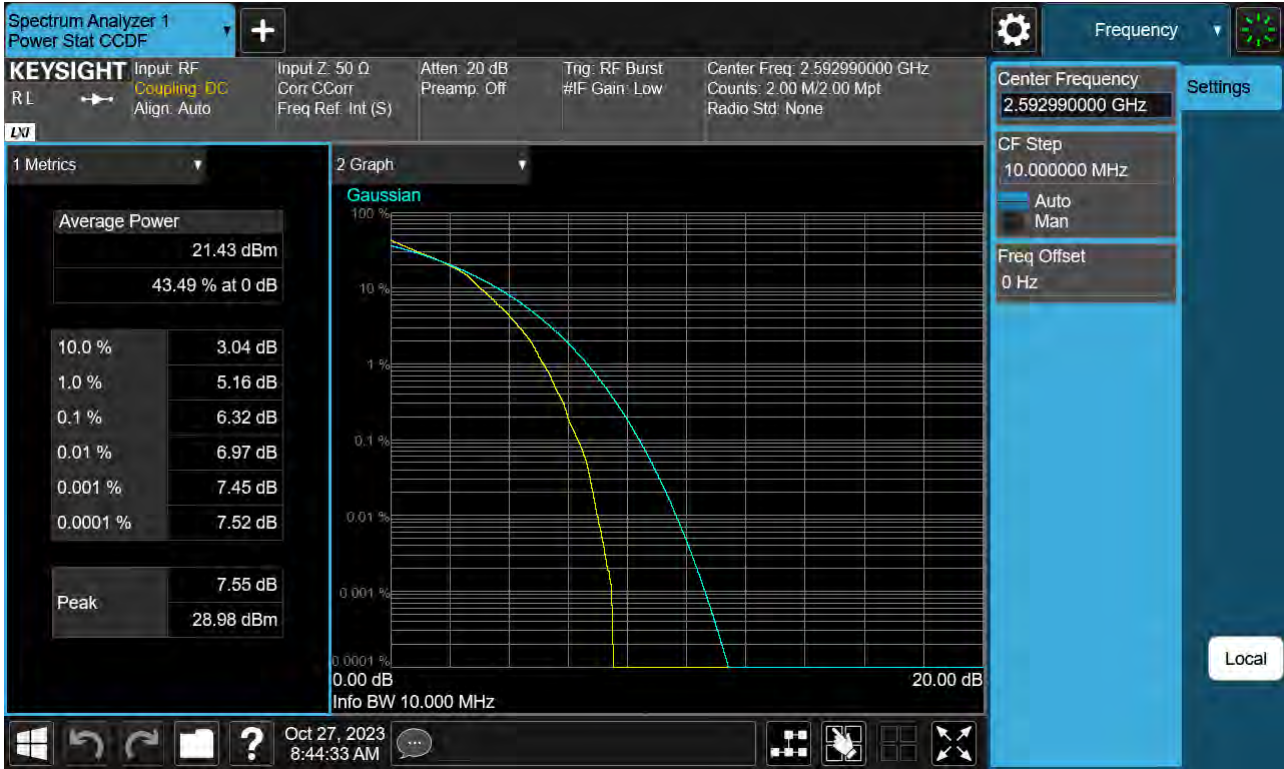 Spectrum Analyzer 1
Power Stat CCDF
+
Frequency
KEYSIGHT
RL
LXI
Input: RF
Coupling: DC
Align: Auto
Input Z: 50 Ω
Corr CCorr
Freq Ref: Int (S)
Atten: 20 dB
Preamp: Off
Trig: RF Burst
#IF Gain: Low
Center Freq: 2.592990000 GHz
Counts: 2.00 M/2.00 Mpt
Radio Std: None
Center Frequency
2.592990000 GHz
Settings
CF Step
10.000000 MHz
Auto
Man
Freq Offset
0 Hz
1 Metrics
Average Power
21.43 dBm
43.49 % at 0 dB
10.0 % 3.04 dB
1.0 % 5.16 dB
0.1 % 6.32 dB
0.01 % 6.97 dB
0.001 % 7.45 dB
0.0001 % 7.52 dB
Peak
7.55 dB
28.98 dBm
2 Graph
Gaussian
100 %
10 %
1 %
0.1 %
0.01 %
0.001 %
0.0001 %
0.00 dB 20.00 dB
Info BW 10.000 MHz
Local
?
Oct 27, 2023
8:44:33 AM